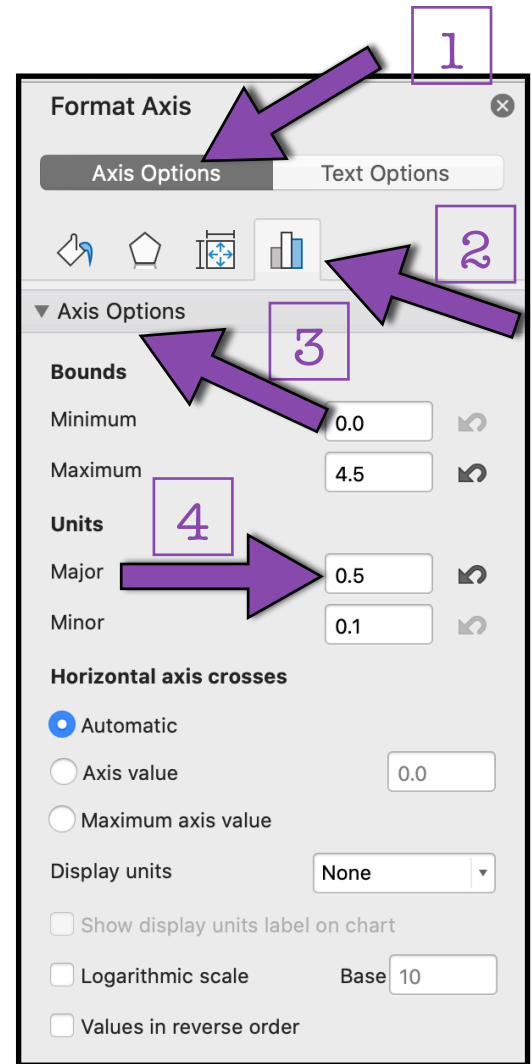 1
Format Axis
Axis Options Text Options
2
Axis Options
3
Bounds
Minimum 0.0
Maximum 4.5
Units
4
Major 0.5
Minor 0.1
Horizontal axis crosses
Automatic
Axis value 0.0
Maximum axis value
Display units None
Show display units label on chart
Logarithmic scale Base 10
Values in reverse order